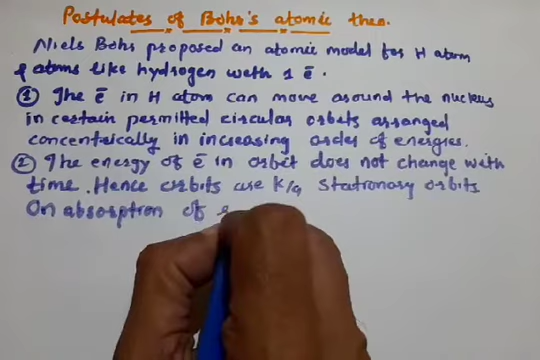 Postulates of Bohr's atomic theo.
Niels Bohr proposed an atomic model for H atom
& atoms like hydrogen with 1 ē.
① The ē in H atom can move around the nucleus
in certain permitted circular orbits arranged
concentrically in increasing order of energies.
② The energy of ē in orbit does not change with
time. Hence orbits are k/a stationary orbits
On absorption of